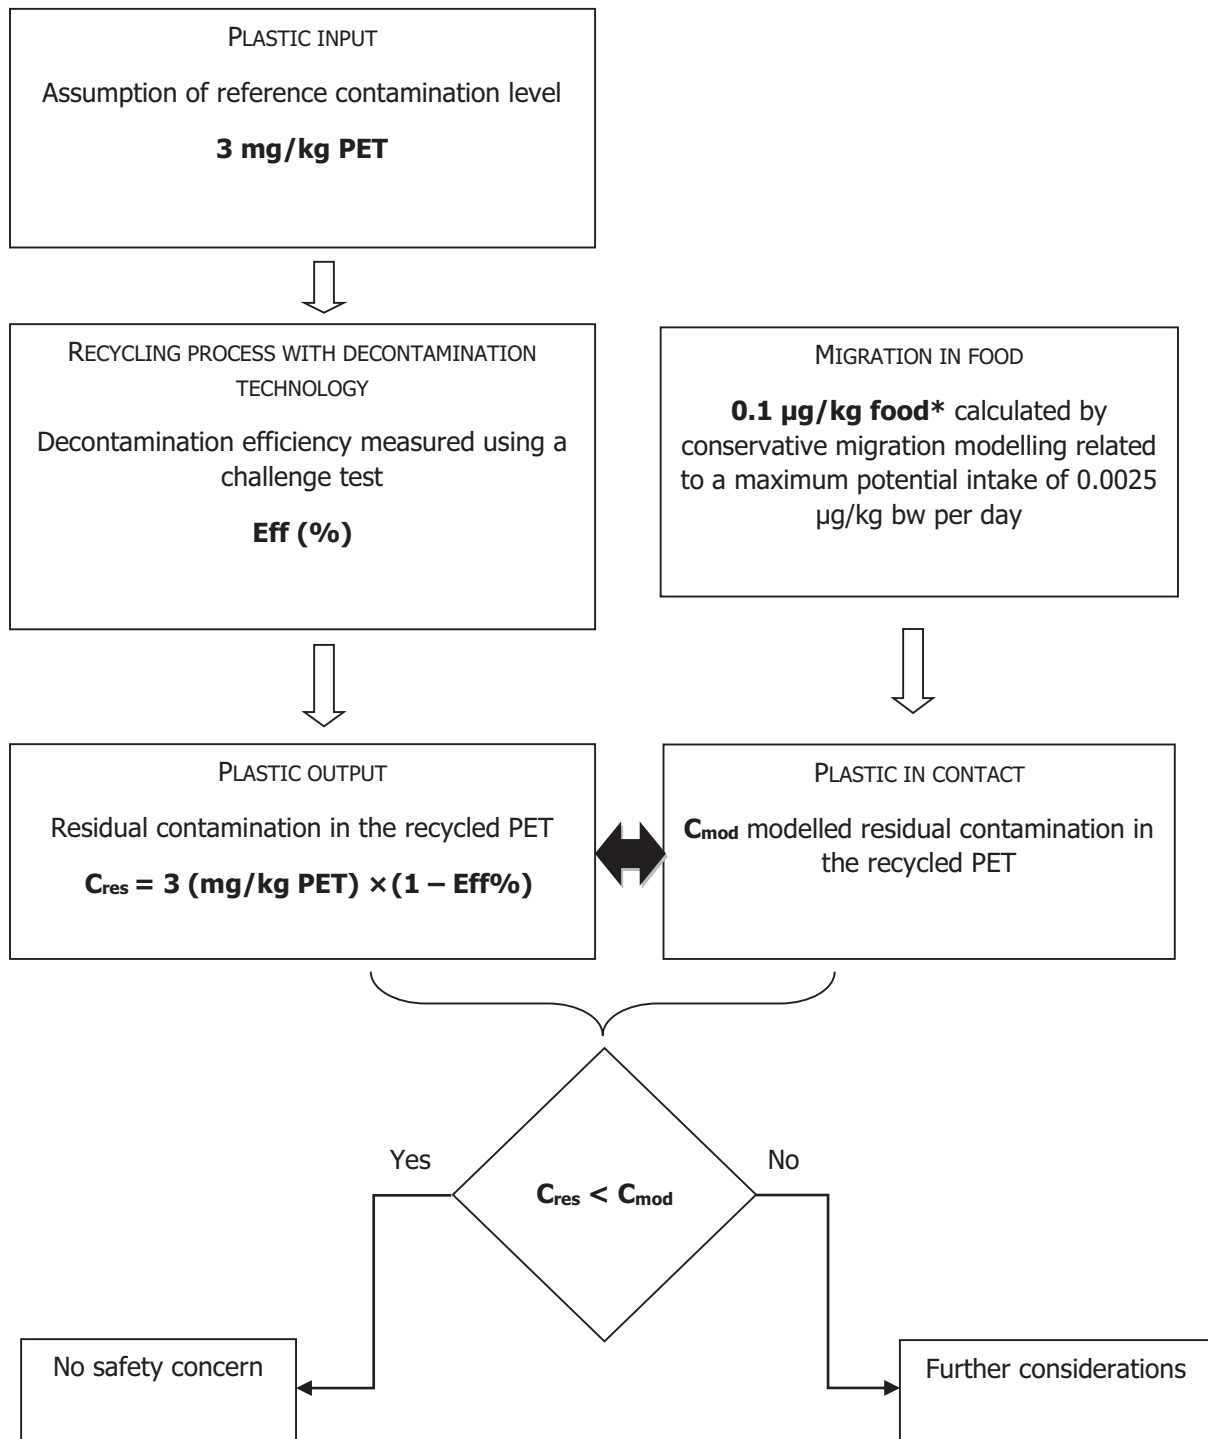 PLASTIC INPUT
Assumption of reference contamination level
3 mg/kg PET
RECYCLING PROCESS WITH DECONTAMINATION
TECHNOLOGY
Decontamination efficiency measured using a
challenge test
Eff (%)
MIGRATION IN FOOD
0.1 µg/kg food* calculated by
conservative migration modelling related
to a maximum potential intake of 0.0025
µg/kg bw per day
PLASTIC OUTPUT
Residual contamination in the recycled PET
Cres = 3 (mg/kg PET) × (1 – Eff%)
PLASTIC IN CONTACT
Cmod modelled residual contamination in
the recycled PET
Yes
No
Cres < Cmod
No safety concern
Further considerations